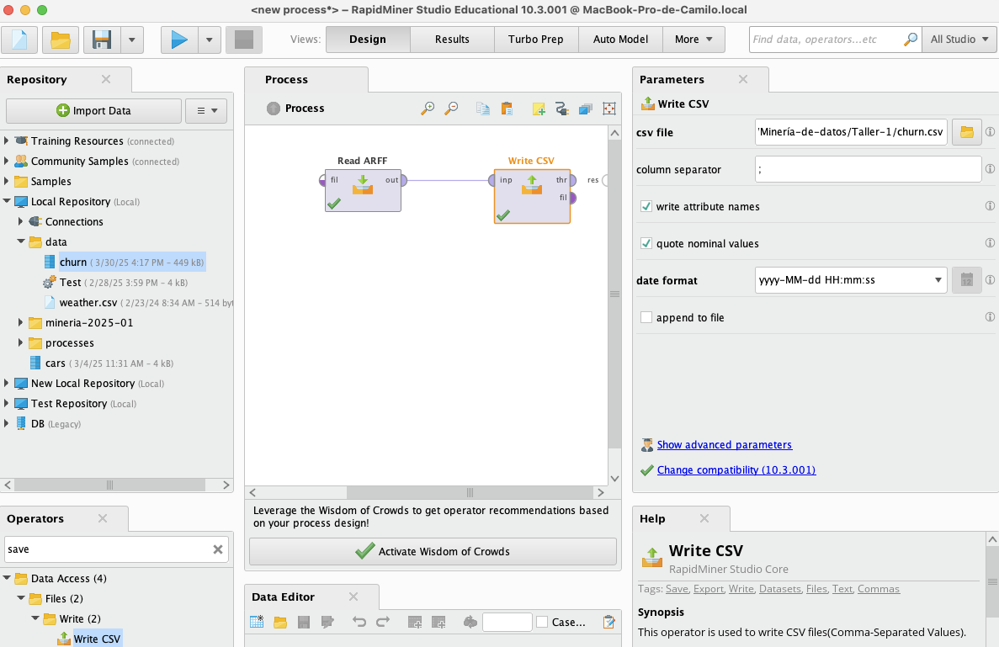 <new process*> – RapidMiner Studio Educational 10.3.001 @ MacBook-Pro-de-Camilo.local
Views:
Design
Results
Turbo Prep
Auto Model
More
Find data, operators...etc
All Studio
Repository
Import Data
Training Resources (connected)
Community Samples (connected)
Samples
Local Repository (Local)
Connections
data
churn ( 3/30/25 4:17 PM – 449 kB)
Test ( 2/28/25 3:59 PM – 4 kB)
weather.csv ( 2/23/24 8:34 AM – 514 byt
mineria-2025-01
processes
cars ( 3/4/25 11:31 AM – 4 kB)
New Local Repository (Local)
Test Repository (Local)
DB (Legacy)
Operators
save
Data Access (4)
Files (2)
Write (2)
Write CSV
Process
Process
Read ARFF
fil
out
Write CSV
inp
thr
fil
res
Leverage the Wisdom of Crowds to get operator recommendations based
on your process design!
Activate Wisdom of Crowds
Data Editor
Case...
Parameters
Write CSV
csv file
'Minería-de-datos/Taller-1/churn.csv
column separator
;
write attribute names
quote nominal values
date format
yyyy-MM-dd HH:mm:ss
12
append to file
Show advanced parameters
Change compatibility (10.3.001)
Help
Write CSV
RapidMiner Studio Core
Tags: Save, Export, Write, Datasets, Files, Text, Commas
Synopsis
This operator is used to write CSV files(Comma-Separated Values).